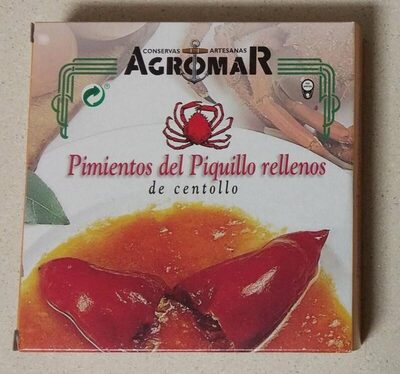 CONSERVAS ARTESANAS
AGROMAR
Pimientos del Piquillo rellenos
de centollo